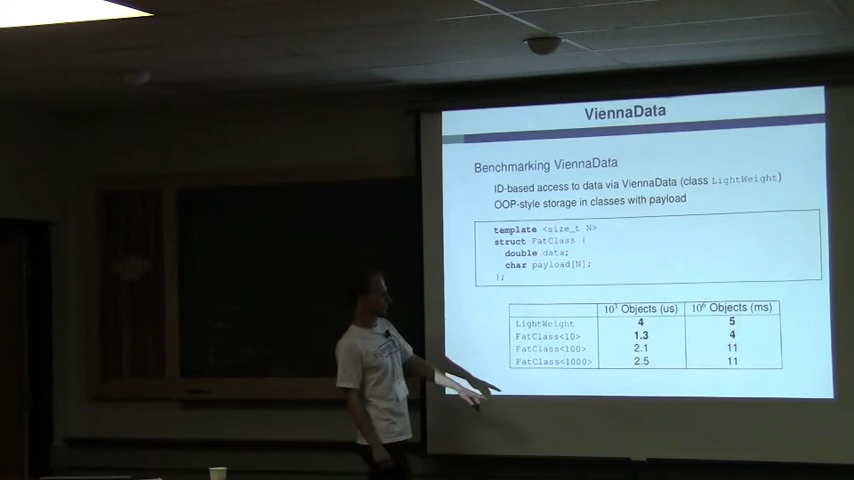 ViennaData
Benchmarking ViennaData
ID-based access to data via ViennaData (class LightWeight)
OOP-style storage in classes with payload
template <size_t N>
struct FatClass {
double data;
char payload[N];
};
10³ Objects (us) 10⁶ Objects (ms)
LightWeight 4 5
FatClass<10> 1.3 4
FatClass<100> 2.1 11
FatClass<1000> 2.5 11